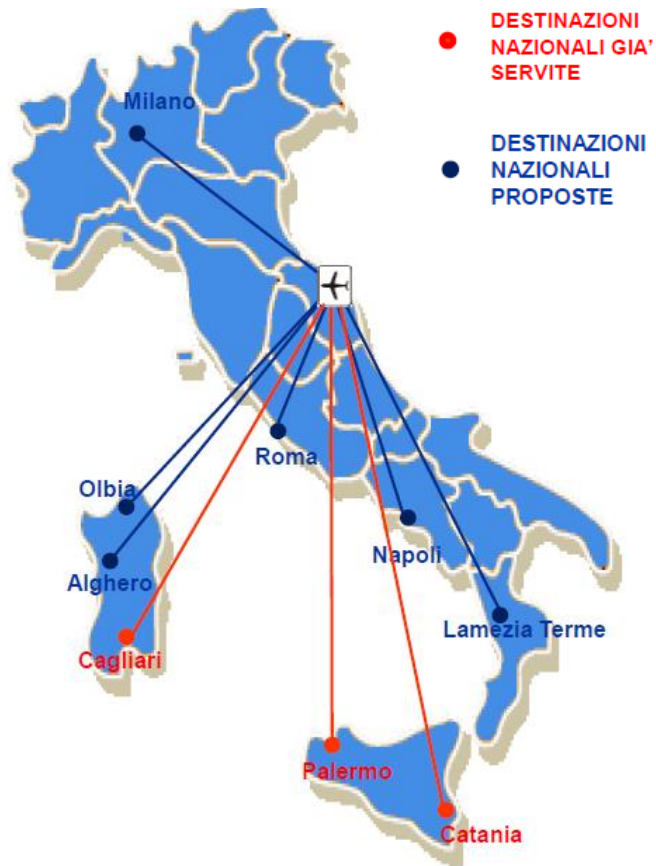 DESTINAZIONI
NAZIONALI GIA’
SERVITE
DESTINAZIONI
NAZIONALI
PROPOSTE
Milano
Roma
Olbia
Alghero
Cagliari
Napoli
Lamezia Terme
Palermo
Catania